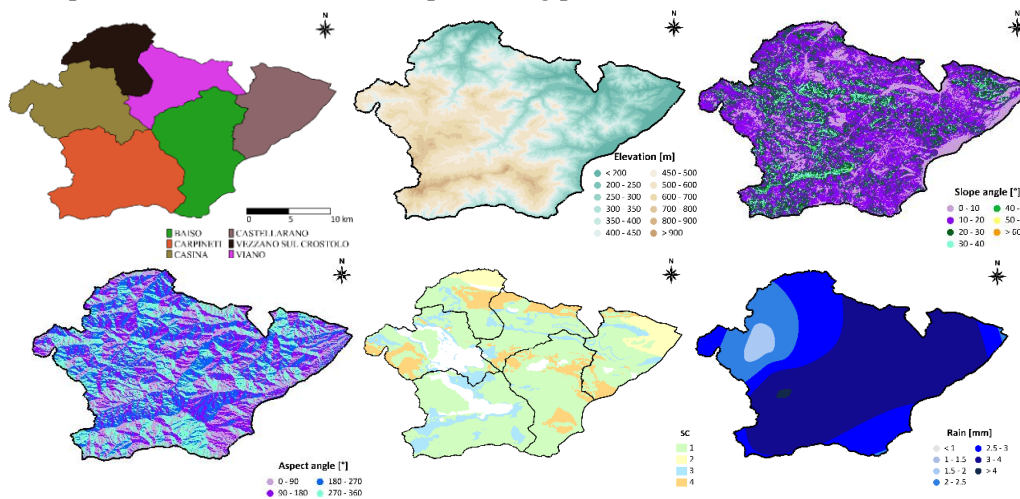 N
N
N
0
5
10 km
BAISO
CASTELLARANO
CARPINETI
VEZZANO SUL CROSTOLO
CASINA
VIANO
Elevation [m]
< 200
450 - 500
200 - 250
500 - 600
250 - 300
600 - 700
300 - 350
700 - 800
350 - 400
800 - 900
400 - 450
> 900
Slope angle [°]
0 - 10
40 -
10 - 20
50 -
20 - 30
> 60
30 - 40
N
N
N
Aspect angle [°]
0 - 90
180 - 270
90 - 180
270 - 360
SC
1
2
3
4
Rain [mm]
< 1
2.5 - 3
1 - 1.5
3 - 4
1.5 - 2
> 4
2 - 2.5